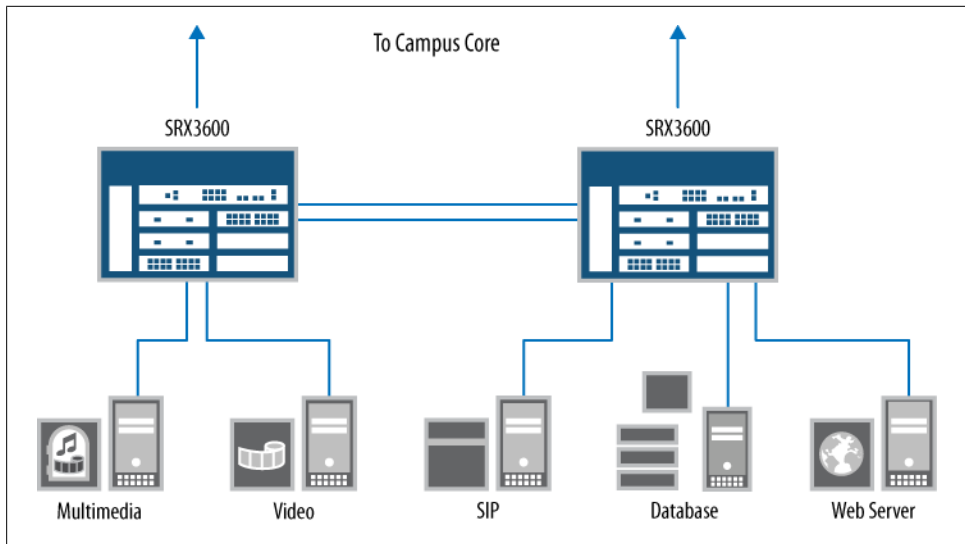 To Campus Core
SRX3600
SRX3600
Multimedia
Video
SIP
Database
Web Server